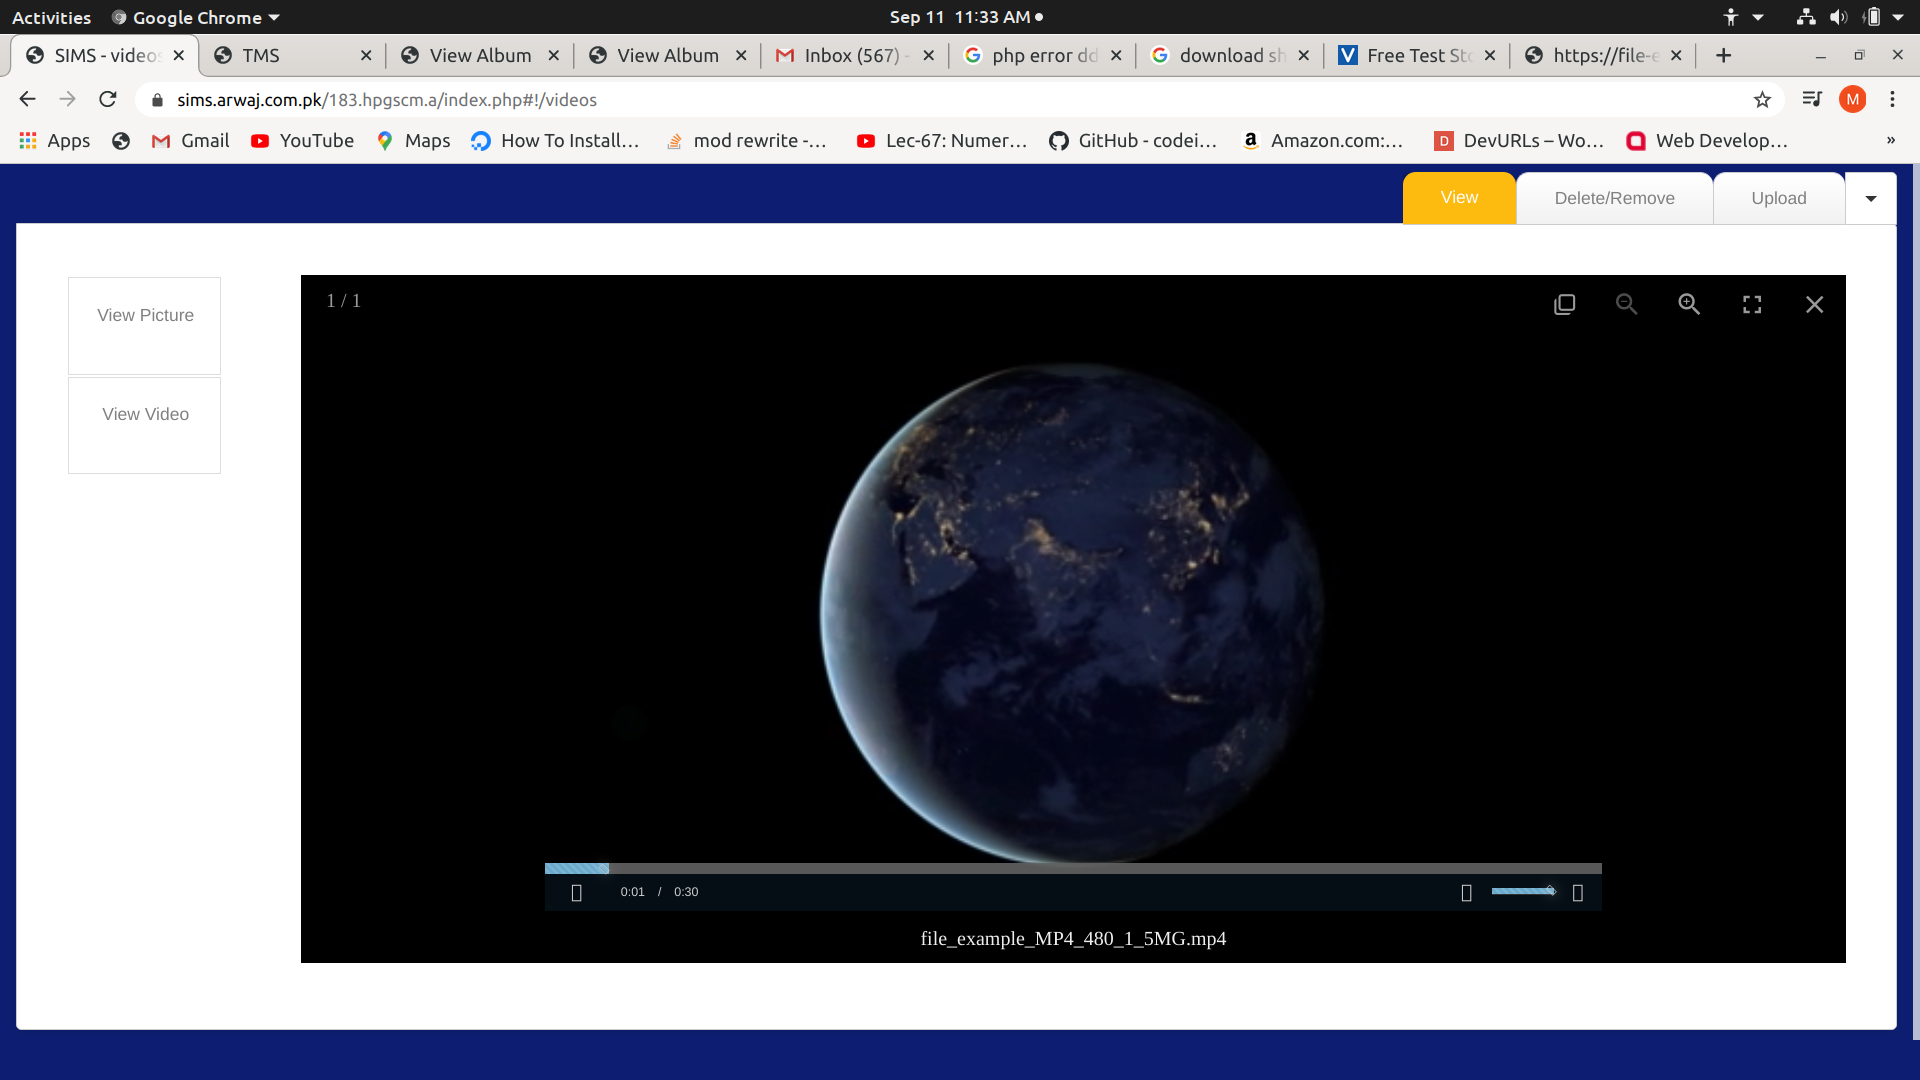 Activities Google Chrome Sep 11 11:33 AM
SIMS - videos TMS View Album View Album Inbox (567) - php error dd download sh Free Test Sto https://file-e
sims.arwaj.com.pk/183.hpgscm.a/index.php#!/videos M
Apps Gmail YouTube Maps How To Install… mod rewrite -… Lec-67: Numer… GitHub - codei… Amazon.com:… DevURLs – Wo… Web Develop… »
View Delete/Remove Upload
1 / 1
View Picture
View Video
0:01 / 0:30
file_example_MP4_480_1_5MG.mp4